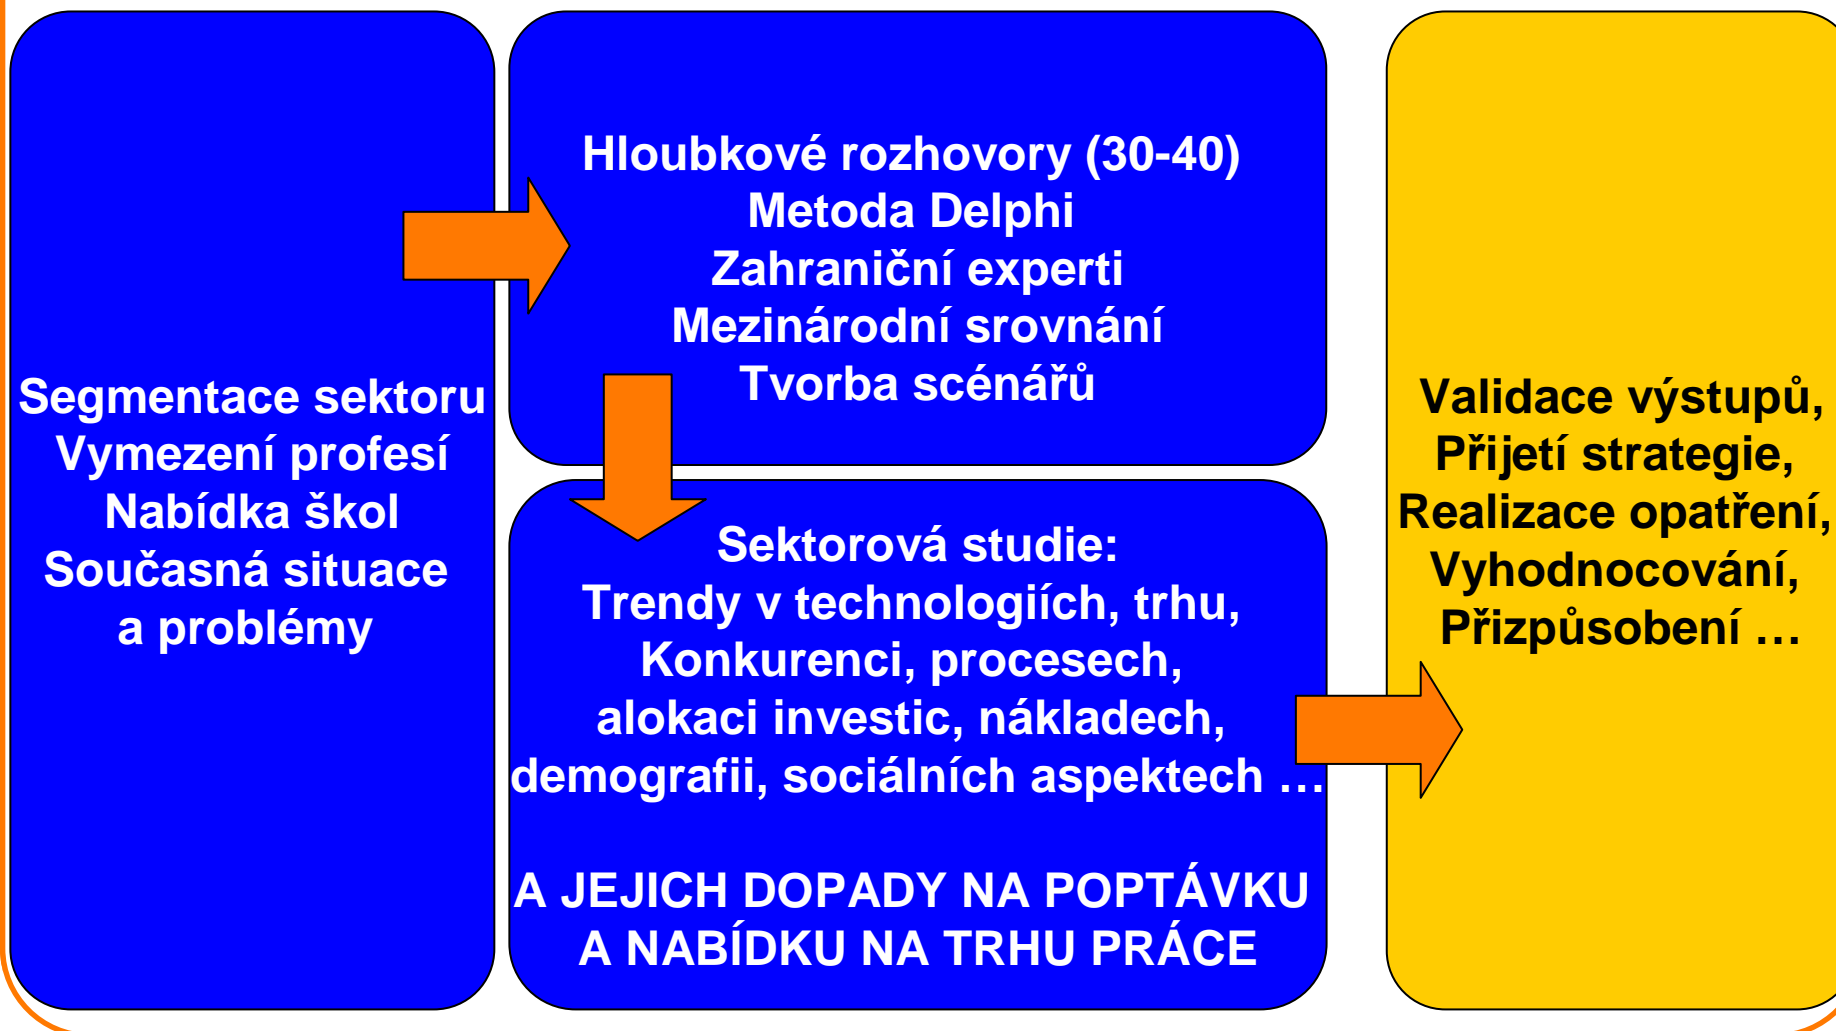 Segmentace sektoru
Vymezení profesí
Nabídka škol
Současná situace
a problémy
Hloubkové rozhovory (30-40)
Metoda Delphi
Zahraniční experti
Mezinárodní srovnání
Tvorba scénářů
Sektorová studie:
Trendy v technologiích, trhu,
Konkurenci, procesech,
alokaci investic, nákladech,
demografii, sociálních aspektech …
A JEJICH DOPADY NA POPTÁVKU
A NABÍDKU NA TRHU PRÁCE
Validace výstupů,
Přijetí strategie,
Realizace opatření,
Vyhodnocování,
Přizpůsobení …